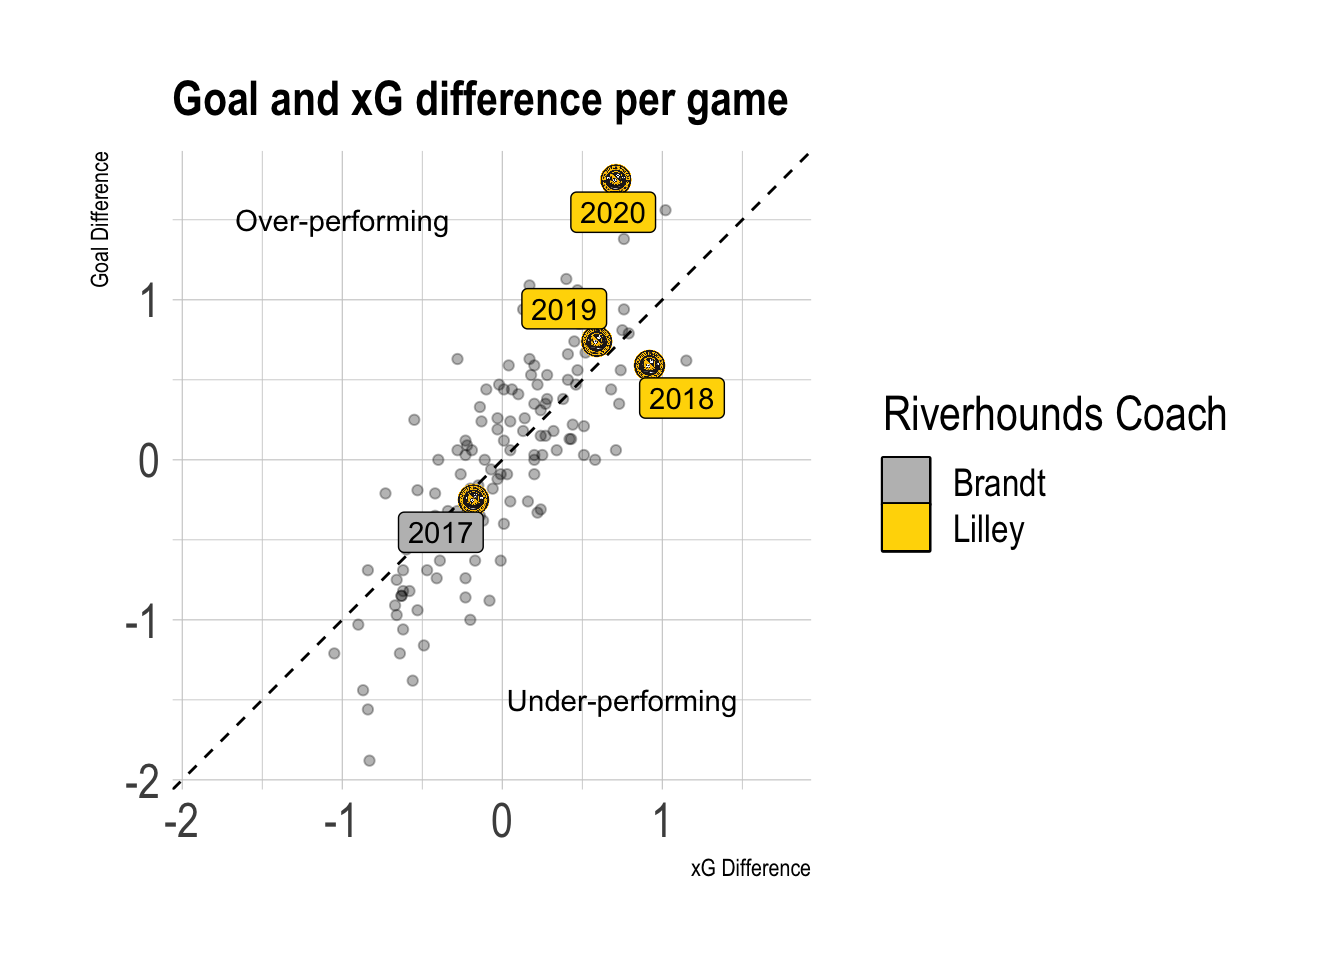 Goal and xG difference per game
Goal Difference
Over-performing
2020
2019
2018
2017
Under-performing
1
0
-1
-2
-2
-1
0
1
xG Difference
Riverhounds Coach
Brandt
Lilley